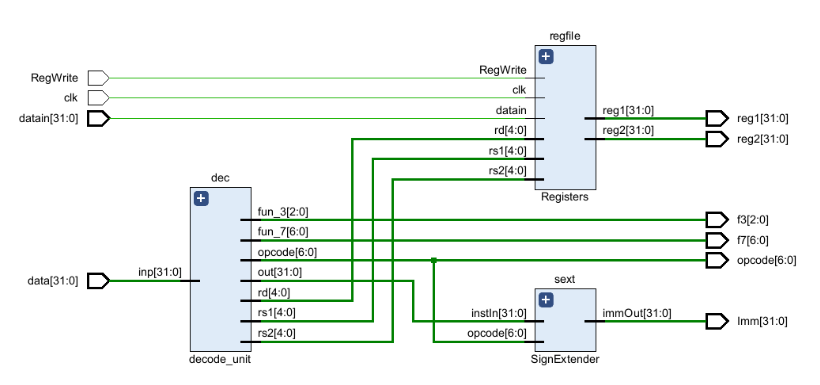 regfile
RegWrite
RegWrite
clk
clk
datain[31:0]
datain
reg1[31:0]
reg1[31:0]
rd[4:0]
reg2[31:0]
reg2[31:0]
rs1[4:0]
rs2[4:0]
dec
Registers
fun_3[2:0]
f3[2:0]
fun_7[6:0]
f7[6:0]
opcode[6:0]
opcode[6:0]
data[31:0]
inp[31:0]
out[31:0]
sext
rd[4:0]
rs1[4:0]
instIn[31:0]
immOut[31:0]
Imm[31:0]
rs2[4:0]
opcode[6:0]
decode_unit
SignExtender